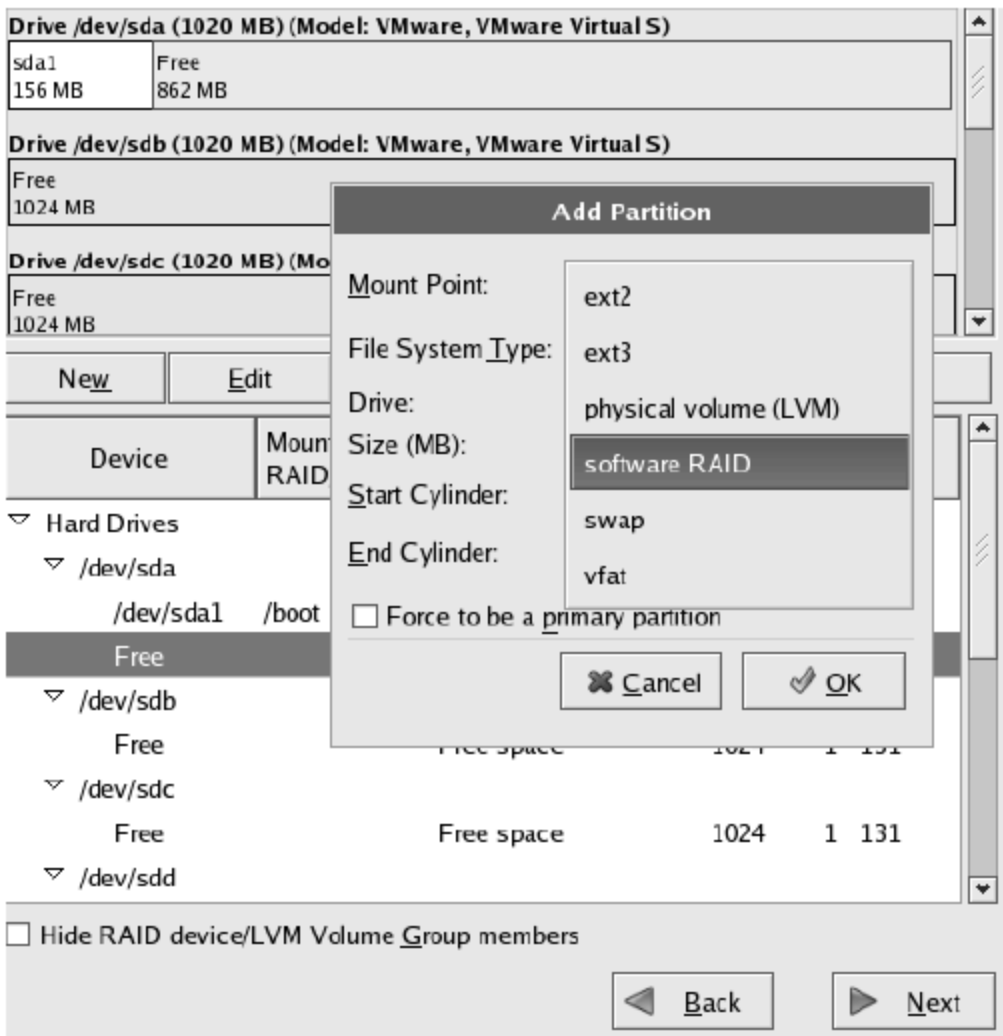 Drive /dev/sda (1020 MB) (Model: VMware, VMware Virtual S)
sda1
156 MB
Free
862 MB
Drive /dev/sdb (1020 MB) (Model: VMware, VMware Virtual S)
Free
1024 MB
Drive /dev/sdc (1020 MB) (Mo
Free
1024 MB
New
Edit
Add Partition
Mount Point:
File System Type:
Drive:
Size (MB):
Start Cylinder:
End Cylinder:
ext2
ext3
physical volume (LVM)
software RAID
swap
vfat
Force to be a primary partition
Cancel
OK
Device
Moun
RAID
Hard Drives
/dev/sda
/dev/sda1 /boot
Free
/dev/sdb
Free Free space 1024 1 131
/dev/sdc
Free Free space 1024 1 131
/dev/sdd
Hide RAID device/LVM Volume Group members
Back
Next